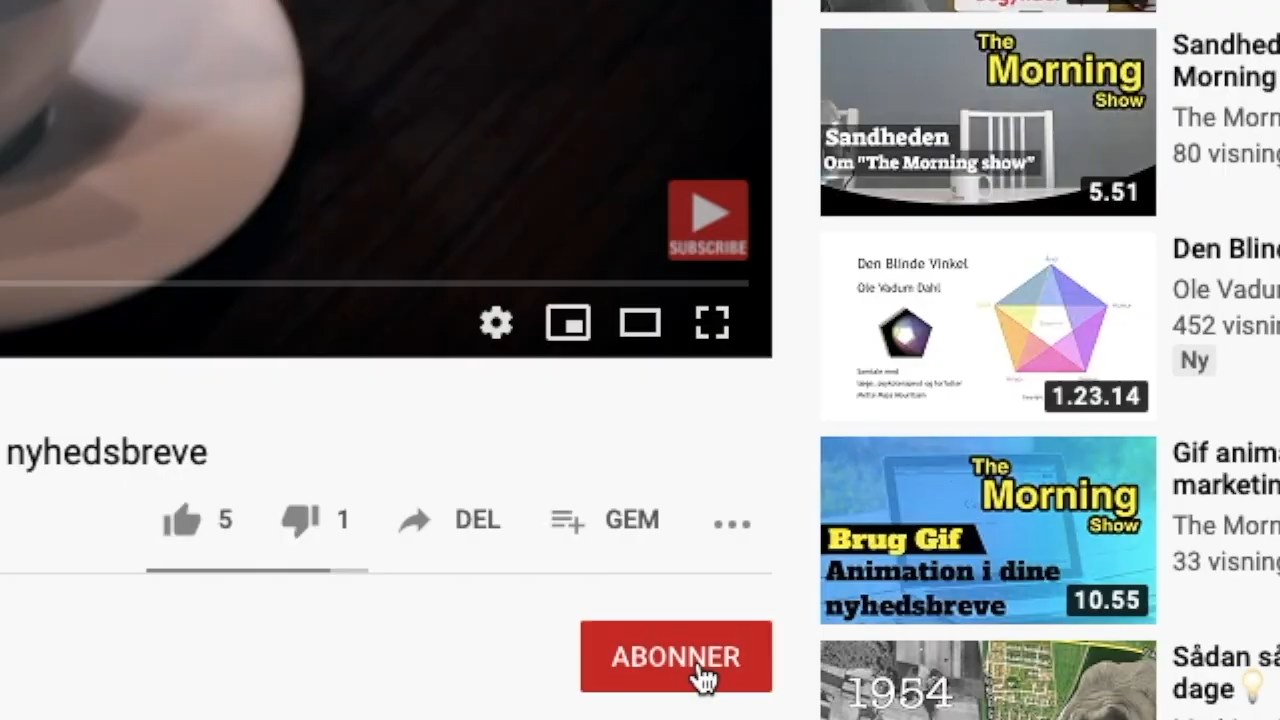 SUBSCRIBE
nyhedsbreve
5
1
DEL
GEM
ABONNER
The
Morning
Show
Sandheden
Om "The Morning show"
5.51
Sandhed
Morning
The Morn
80 visning
Den Blinde Vinkel
Ole Vadum Dahl
Samtale med
1.23.14
Den Blind
Ole Vadu
452 visnin
Ny
The
Morning
Show
Brug Gif
Animation i dine
nyhedsbreve
10.55
Gif anima
marketin
The Morn
33 visning
1954
Sådan så
dage